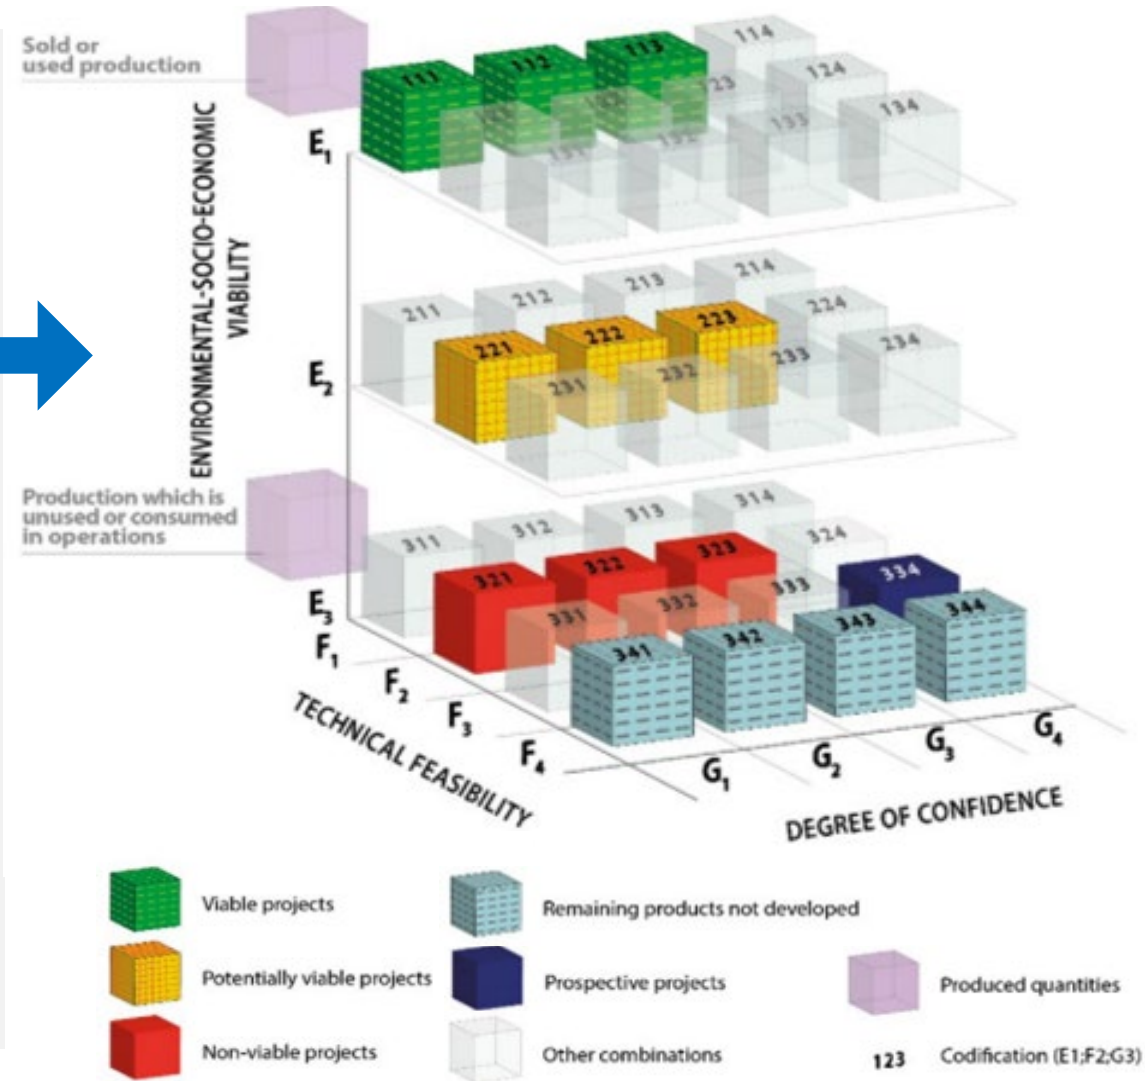 Sold or
used production
ENVIRONMENTAL-SOCIO-ECONOMIC
VIABILITY
E1
111
112
113
114
123
124
133
134
E2
211
212
213
214
221
222
223
224
231
232
233
234
Production which is
unused or consumed
in operations
E3
311
312
313
314
321
322
323
324
331
332
333
334
341
342
343
344
F1
F2
F3
F4
TECHNICAL FEASIBILITY
G1
G2
G3
G4
DEGREE OF CONFIDENCE
Viable projects
Remaining products not developed
Potentially viable projects
Prospective projects
Produced quantities
Non-viable projects
Other combinations
123 Codification (E1;F2;G3)